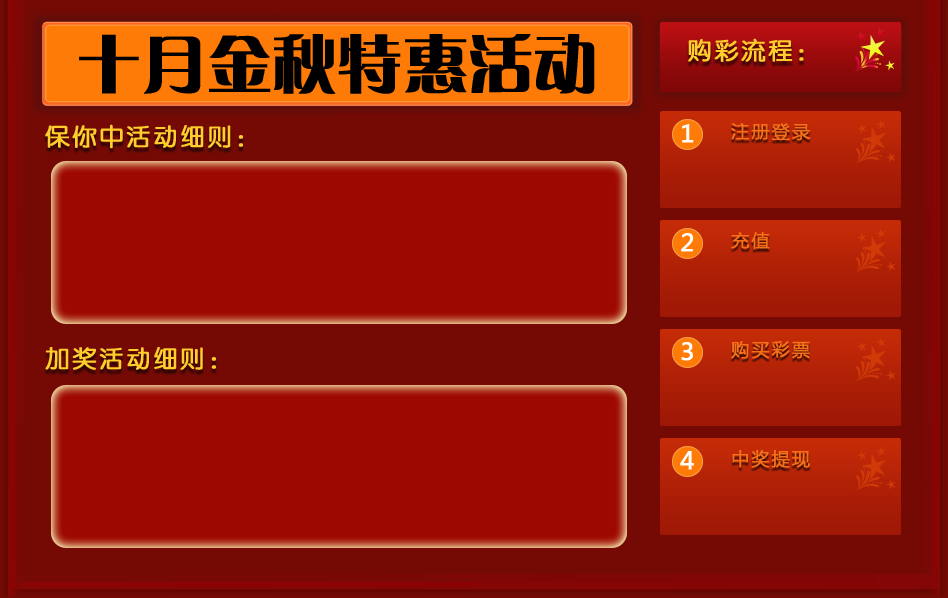 十月金秋特惠活动
保你中活动细则：
加奖活动细则：
购彩流程：
1 注册登录
2 充值
3 购买彩票
4 中奖提现